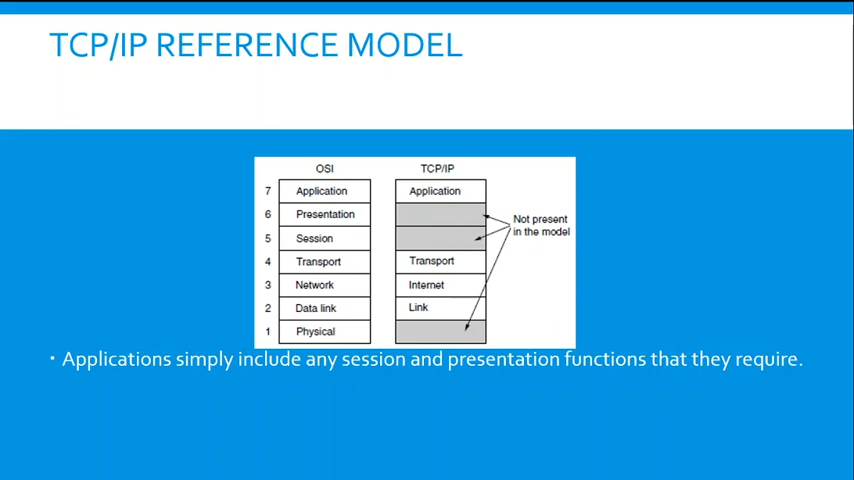 TCP/IP REFERENCE MODEL
OSI TCP/IP
7 Application Application
6 Presentation
5 Session
Not present
in the model
4 Transport Transport
3 Network Internet
2 Data link Link
1 Physical
▪ Applications simply include any session and presentation functions that they require.